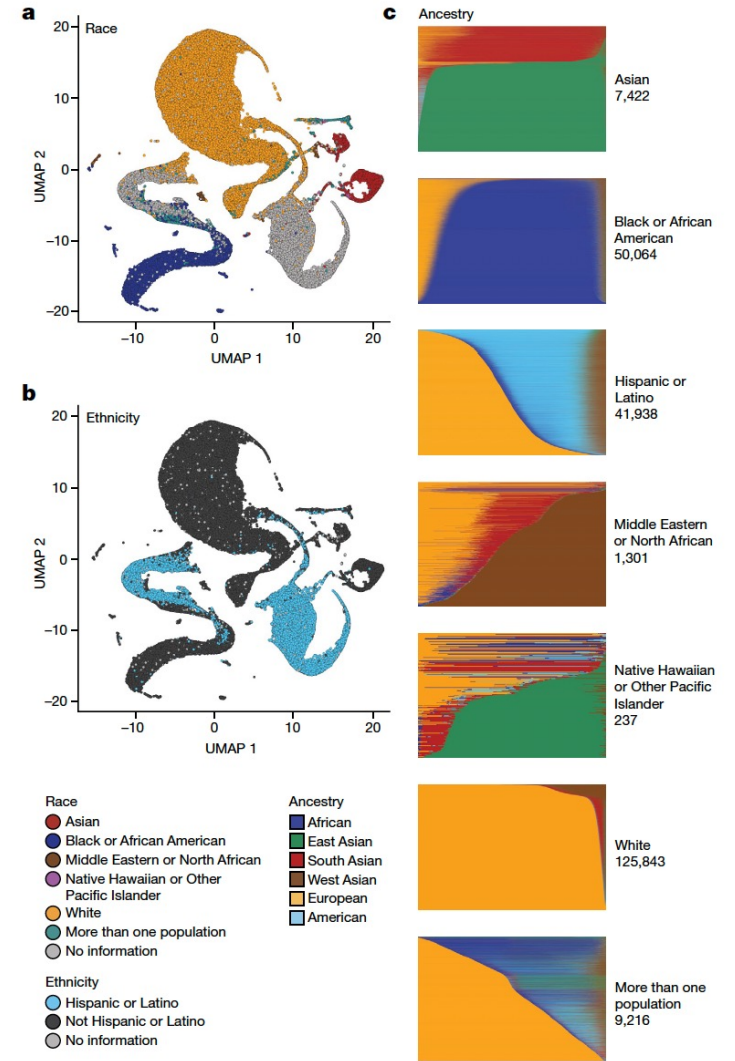 a
Race
20
10
0
−10
−20
UMAP 2
−10 0 10 20
UMAP 1
b
Ethnicity
20
10
0
−10
−20
UMAP 2
−10 0 10 20
UMAP 1
Race
Asian
Black or African American
Middle Eastern or North African
Native Hawaiian or Other
Pacific Islander
White
More than one population
No information
Ethnicity
Hispanic or Latino
Not Hispanic or Latino
No information
Ancestry
African
East Asian
South Asian
West Asian
European
American
c
Ancestry
Asian
7,422
Black or African
American
50,064
Hispanic or
Latino
41,938
Middle Eastern
or North African
1,301
Native Hawaiian
or Other Pacific
Islander
237
White
125,843
More than one
population
9,216